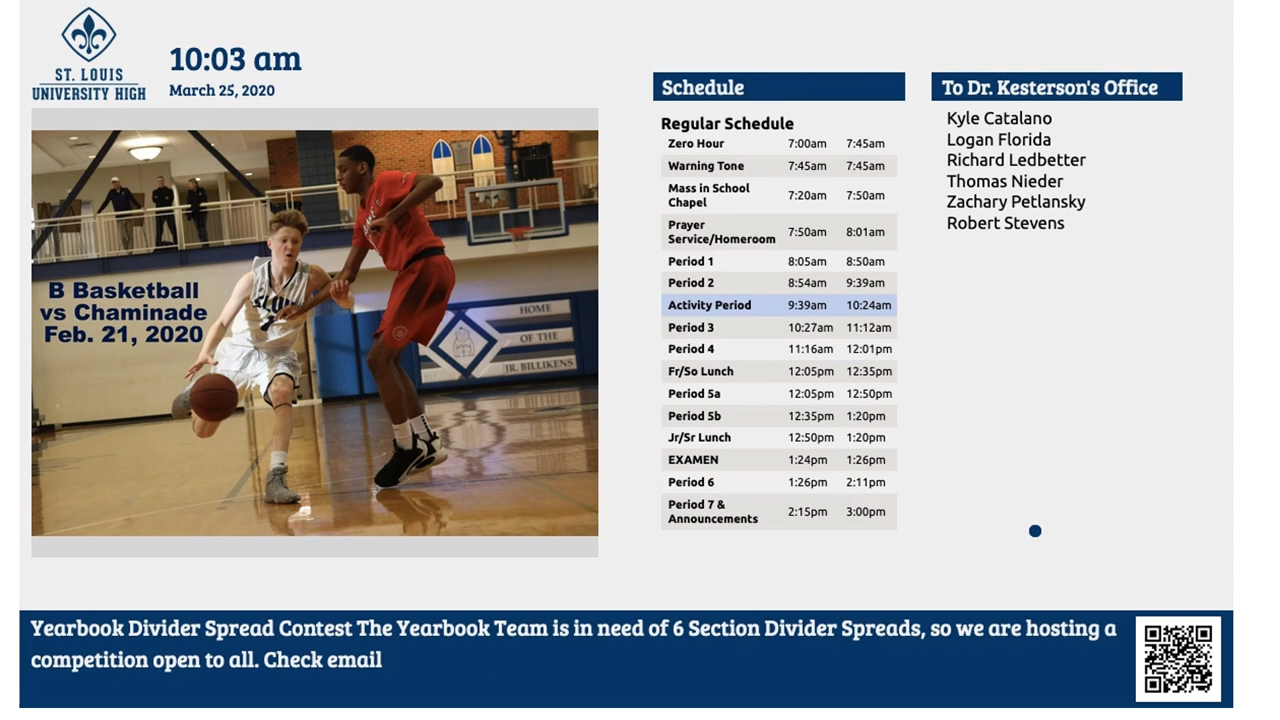 ST. LOUIS
UNIVERSITY HIGH
10:03 am
March 25, 2020
B Basketball
vs Chaminade
Feb. 21, 2020
HOME
OF THE
JR. BILLIKENS
Schedule
Regular Schedule
Zero Hour 7:00am 7:45am
Warning Tone 7:45am 7:45am
Mass in School
Chapel 7:20am 7:50am
Prayer
Service/Homeroom 7:50am 8:01am
Period 1 8:05am 8:50am
Period 2 8:54am 9:39am
Activity Period 9:39am 10:24am
Period 3 10:27am 11:12am
Period 4 11:16am 12:01pm
Fr/So Lunch 12:05pm 12:35pm
Period 5a 12:05pm 12:50pm
Period 5b 12:35pm 1:20pm
Jr/Sr Lunch 12:50pm 1:20pm
EXAMEN 1:24pm 1:26pm
Period 6 1:26pm 2:11pm
Period 7 &
Announcements 2:15pm 3:00pm
To Dr. Kesterson's Office
Kyle Catalano
Logan Florida
Richard Ledbetter
Thomas Nieder
Zachary Petlansky
Robert Stevens
Yearbook Divider Spread Contest The Yearbook Team is in need of 6 Section Divider Spreads, so we are hosting a
competition open to all. Check email